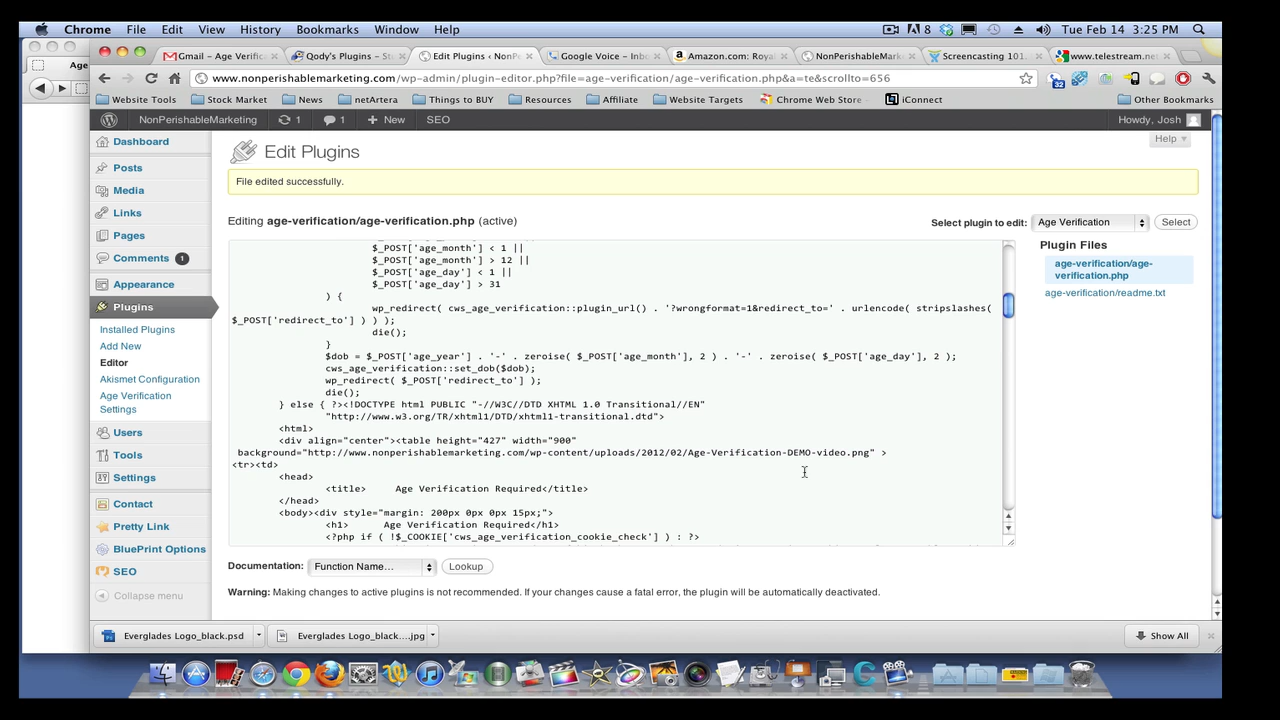 Chrome File Edit View History Bookmarks Window Help 8 Tue Feb 14 3:25 PM
Age
Gmail - Age Verific Qody's Plugins - St Edit Plugins ‹ NonP Google Voice - Inb Amazon.com: Roya NonPerishableMark Screencasting 101 www.telestream.net
www.nonperishablemarketing.com/wp-admin/plugin-editor.php?file=age-verification/age-verification.php&a=te&scrollto=656
32
Website Tools Stock Market News netArtera Things to BUY Resources Affiliate Website Targets Chrome Web Store iConnect Other Bookmarks
NonPerishableMarketing 1 1 + New SEO Howdy, Josh
Help
Dashboard
Posts
Media
Links
Pages
Comments 1
Appearance
Plugins
Installed Plugins
Add New
Editor
Akismet Configuration
Age Verification
Settings
Users
Tools
Settings
Contact
Pretty Link
BluePrint Options
SEO
Collapse menu
Edit Plugins
File edited successfully.
Editing age-verification/age-verification.php (active)
Select plugin to edit: Age Verification Select
$_POST['age_month'] < 1 ||
$_POST['age_month'] > 12 ||
$_POST['age_day'] < 1 ||
$_POST['age_day'] > 31
) {
wp_redirect( cws_age_verification::plugin_url() . '?wrongformat=1&redirect_to=' . urlencode( stripslashes(
$_POST['redirect_to'] ) ) );
die();
}
$dob = $_POST['age_year'] . '-' . zeroise( $_POST['age_month'], 2 ) . '-' . zeroise( $_POST['age_day'], 2 );
cws_age_verification::set_dob($dob);
wp_redirect( $_POST['redirect_to'] );
die();
} else { ?><!DOCTYPE html PUBLIC "-//W3C//DTD XHTML 1.0 Transitional//EN"
"http://www.w3.org/TR/xhtml1/DTD/xhtml1-transitional.dtd">
<html>
<div align="center"><table height="427" width="900"
background="http://www.nonperishablemarketing.com/wp-content/uploads/2012/02/Age-Verification-DEMO-video.png" >
<tr><td>
<head>
<title> Age Verification Required</title>
</head>
<body><div style="margin: 200px 0px 0px 15px;">
<h1> Age Verification Required</h1>
<?php if ( !$_COOKIE['cws_age_verification_cookie_check'] ) : ?>
Plugin Files
age-verification/age-
verification.php
age-verification/readme.txt
Documentation: Function Name... Lookup
Warning: Making changes to active plugins is not recommended. If your changes cause a fatal error, the plugin will be automatically deactivated.
Everglades Logo_black.psd Everglades Logo_black....jpg Show All